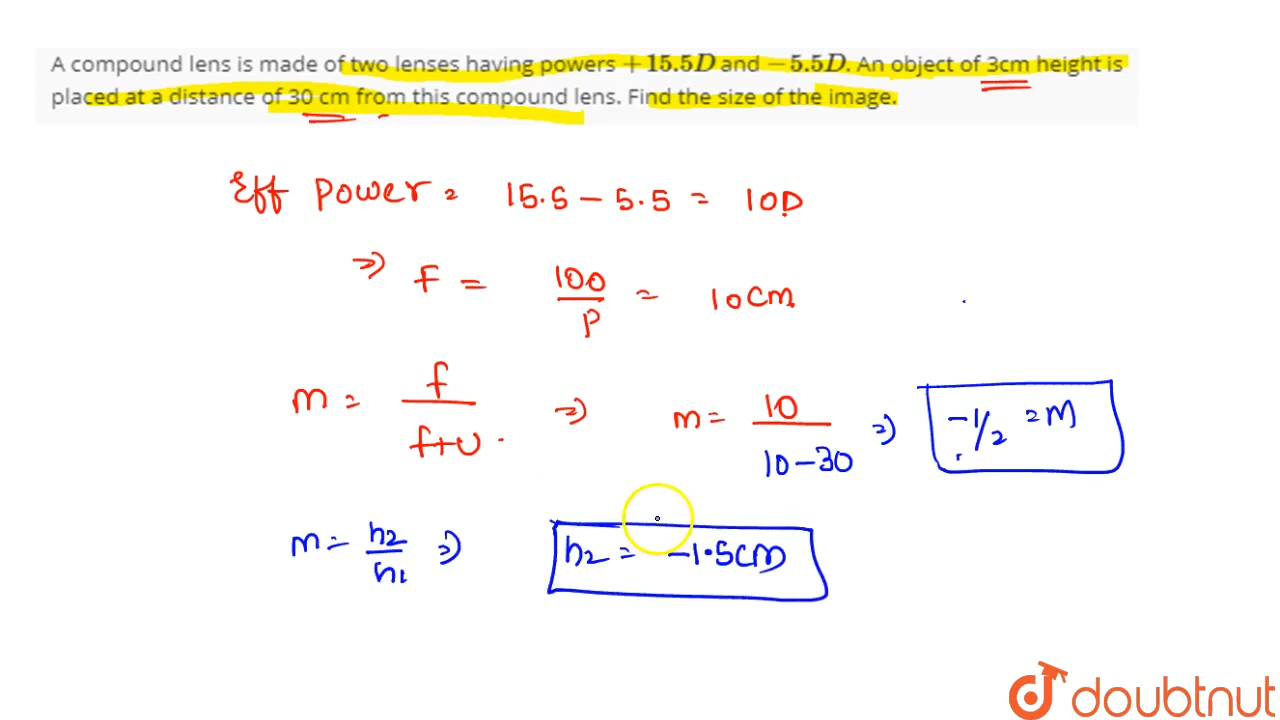 A compound lens is made of two lenses having powers +15.5D and −5.5D. An object of 3cm height is
placed at a distance of 30 cm from this compound lens. Find the size of the image.
Eff Power = 15.5 − 5.5 = 10D
⇒ F = 100/P = 10cm
m = f/(f+u) ⇒ m = 10/(10−30) ⇒ −1/2 = m
m = h2/h1 ⇒ h2 = −1.5cm
doubtnut